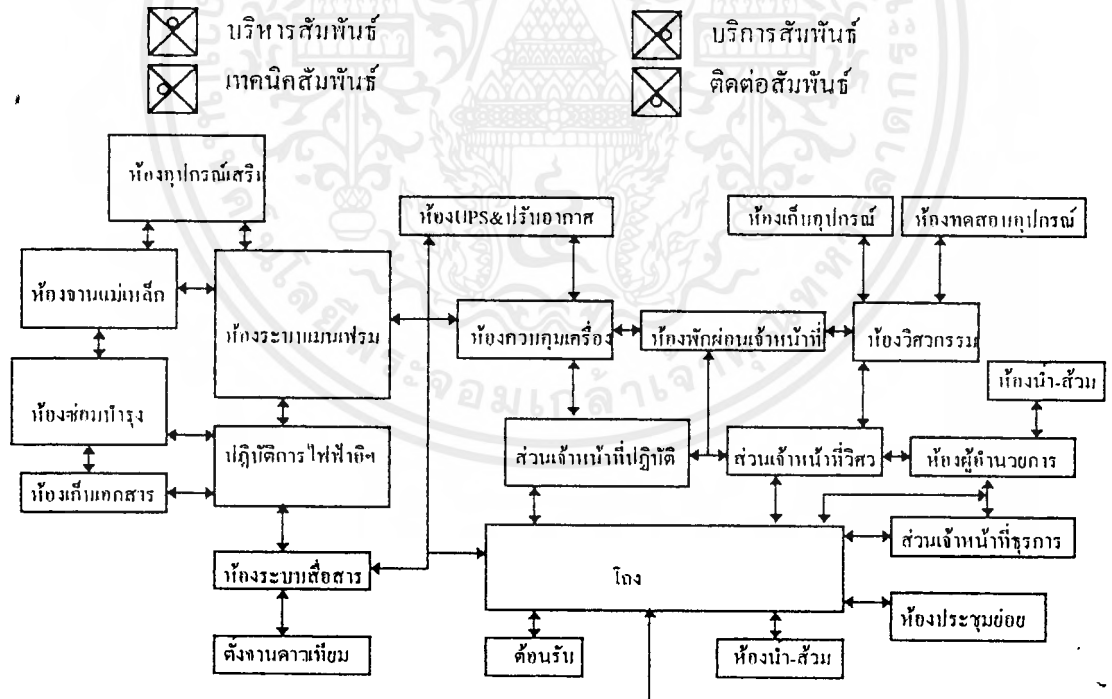 บริหารสัมพันธ์
บริการสัมพันธ์
เทคนิคสัมพันธ์
ติดต่อสัมพันธ์
ห้องอุปกรณ์เสริม
ห้องUPS&ปรับอากาศ
ห้องเก็บอุปกรณ์
ห้องทดสอบอุปกรณ์
ห้องจานแม่เหล็ก
ห้องระบบเมนเฟรม
ห้องควบคุมเครื่อง
ห้องพักผ่อนเจ้าหน้าที่
ห้องวิศวกรรม
ห้องน้ำ-ส้วม
ห้องซ่อมบำรุง
ปฏิบัติการไฟฟ้าอิฯ
ส่วนเจ้าหน้าที่ปฏิบัติ
ส่วนเจ้าหน้าที่วิศว
ห้องผู้อำนวยการ
ห้องเก็บเอกสาร
ส่วนเจ้าหน้าที่ธุรการ
ห้องระบบสื่อสาร
โถง
ห้องประชุมย่อย
ตั้งจานดาวเทียม
ต้อนรับ
ห้องน้ำ-ส้วม